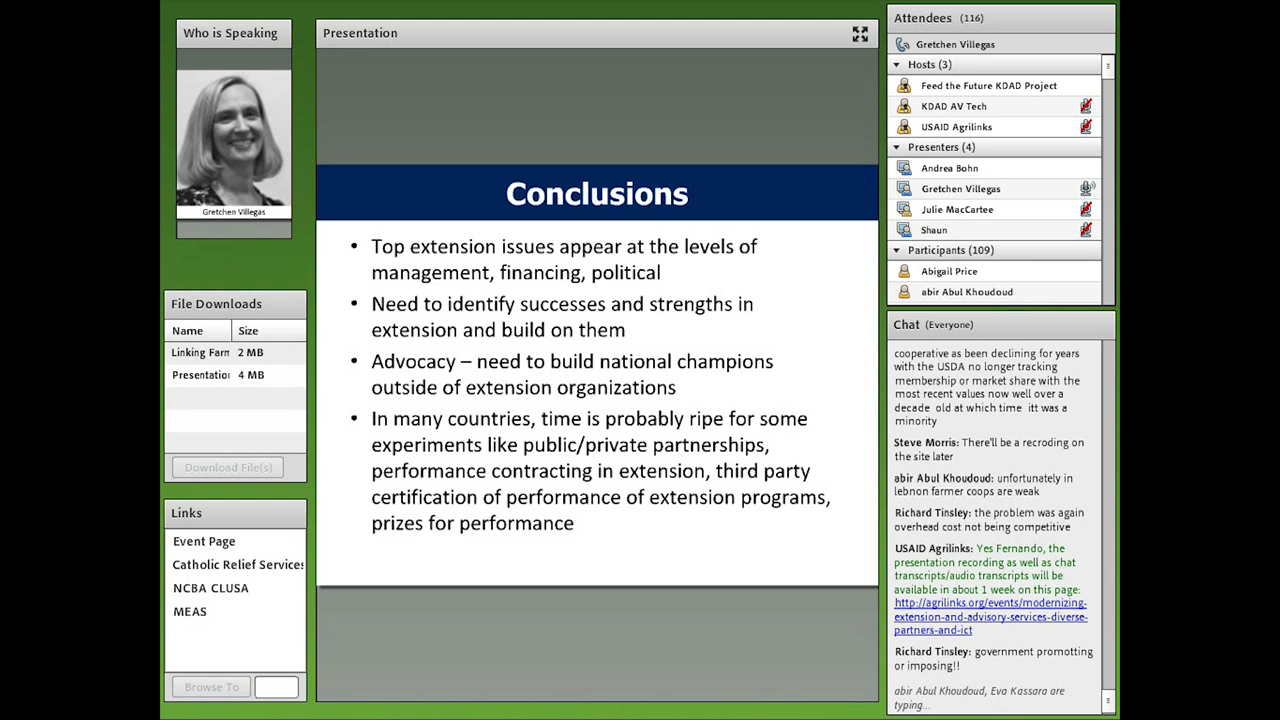 Who is Speaking
Gretchen Villegas
File Downloads
Name Size
Linking Farm 2 MB
Presentation 4 MB
Download File(s)
Links
Event Page
Catholic Relief Services
NCBA CLUSA
MEAS
Browse To
Presentation
Conclusions
• Top extension issues appear at the levels of
management, financing, political
• Need to identify successes and strengths in
extension and build on them
• Advocacy – need to build national champions
outside of extension organizations
• In many countries, time is probably ripe for some
experiments like public/private partnerships,
performance contracting in extension, third party
certification of performance of extension programs,
prizes for performance
Attendees (116)
Gretchen Villegas
Hosts (3)
Feed the Future KDAD Project
KDAD AV Tech
USAID Agrilinks
Presenters (4)
Andrea Bohn
Gretchen Villegas
Julie MacCartee
Shaun
Participants (109)
Abigail Price
abir Abul Khoudoud
Chat (Everyone)
cooperative as been declining for years
with the USDA no longer tracking
membership or market share with the
most recent values now well over a
decade old at which time itt was a
minority
Steve Morris: There'll be a recroding on
the site later
abir Abul Khoudoud: unfortunately in
lebnon farmer coops are weak
Richard Tinsley: the problem was again
overhead cost not being competitive
USAID Agrilinks: Yes Fernando, the
presentation recording as well as chat
transcripts/audio transcripts will be
available in about 1 week on this page:
http://agrilinks.org/events/modernizing-
extension-and-advisory-services-diverse-
partners-and-ict
Richard Tinsley: government promotting
or imposing!!
abir Abul Khoudoud, Eva Kassara are
typing...